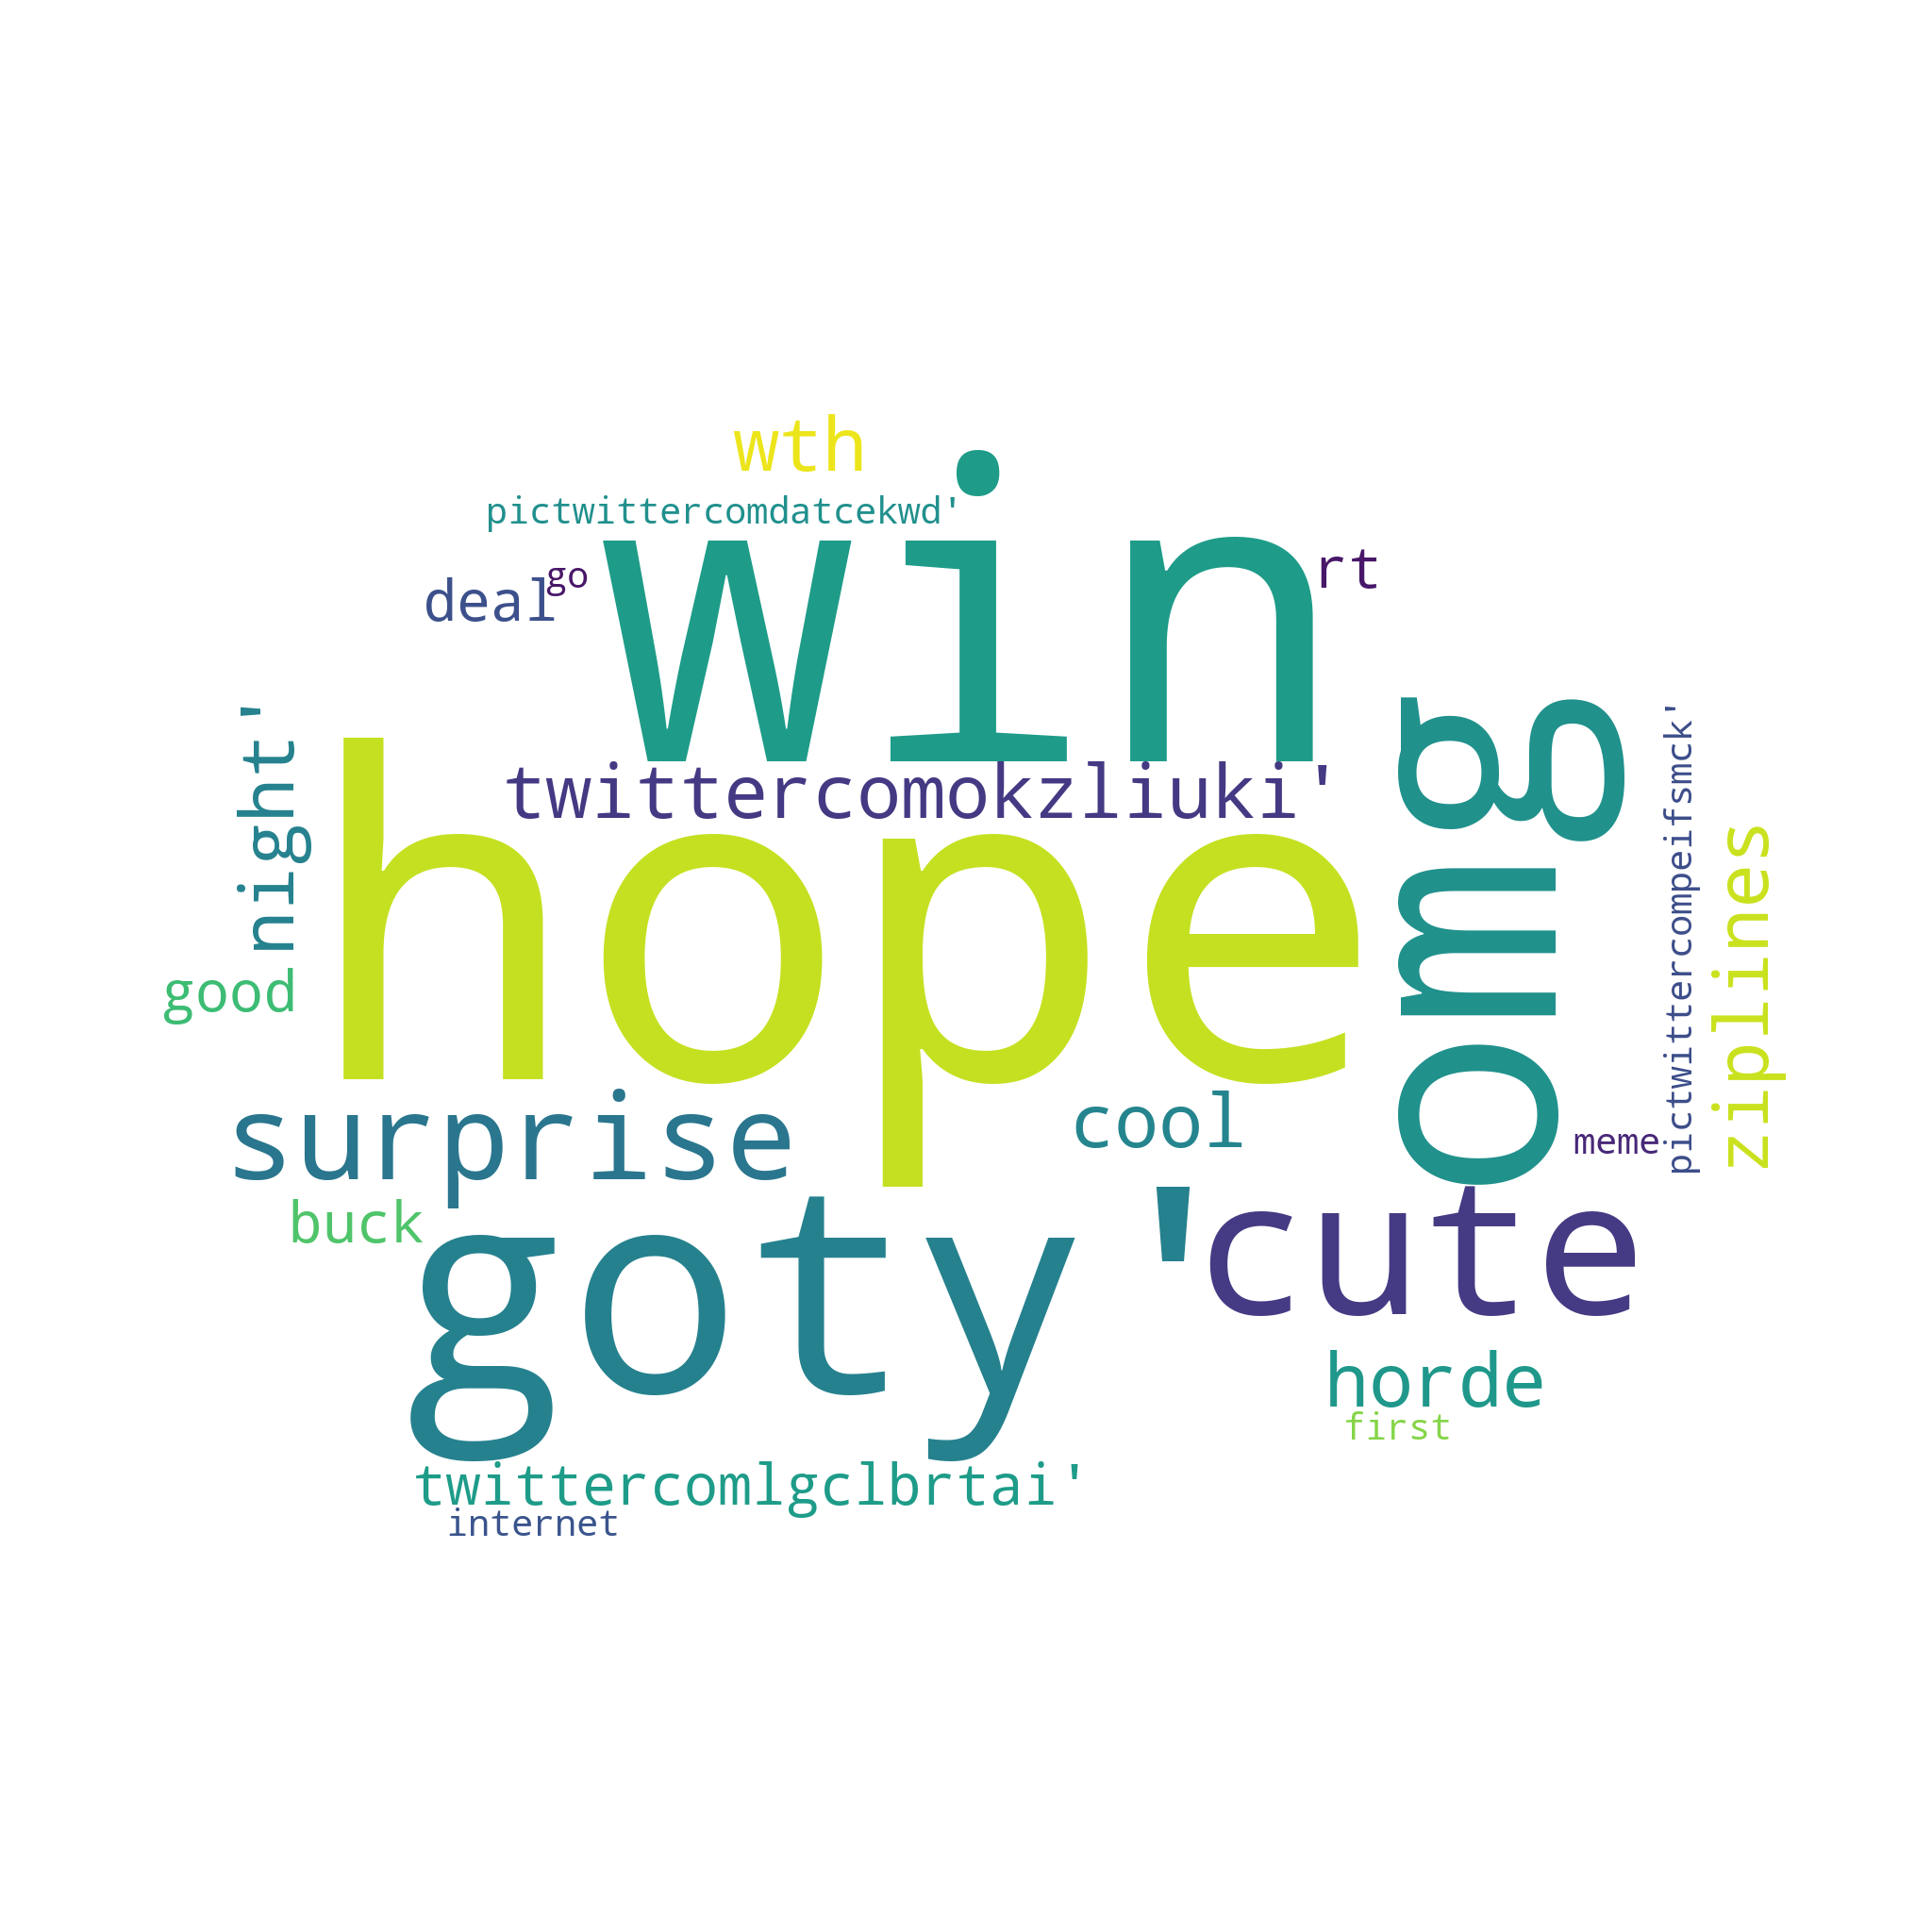 wth
pictwittercomdatcekwd'
win
rt
go
deal
twittercomokzliuki'
night'
hope
omg
pictwittercompeifsmck'
ziplines
good
surprise
cool
meme
buck
goty'
cute
horde
first
twittercomlgclbrtai'
internet